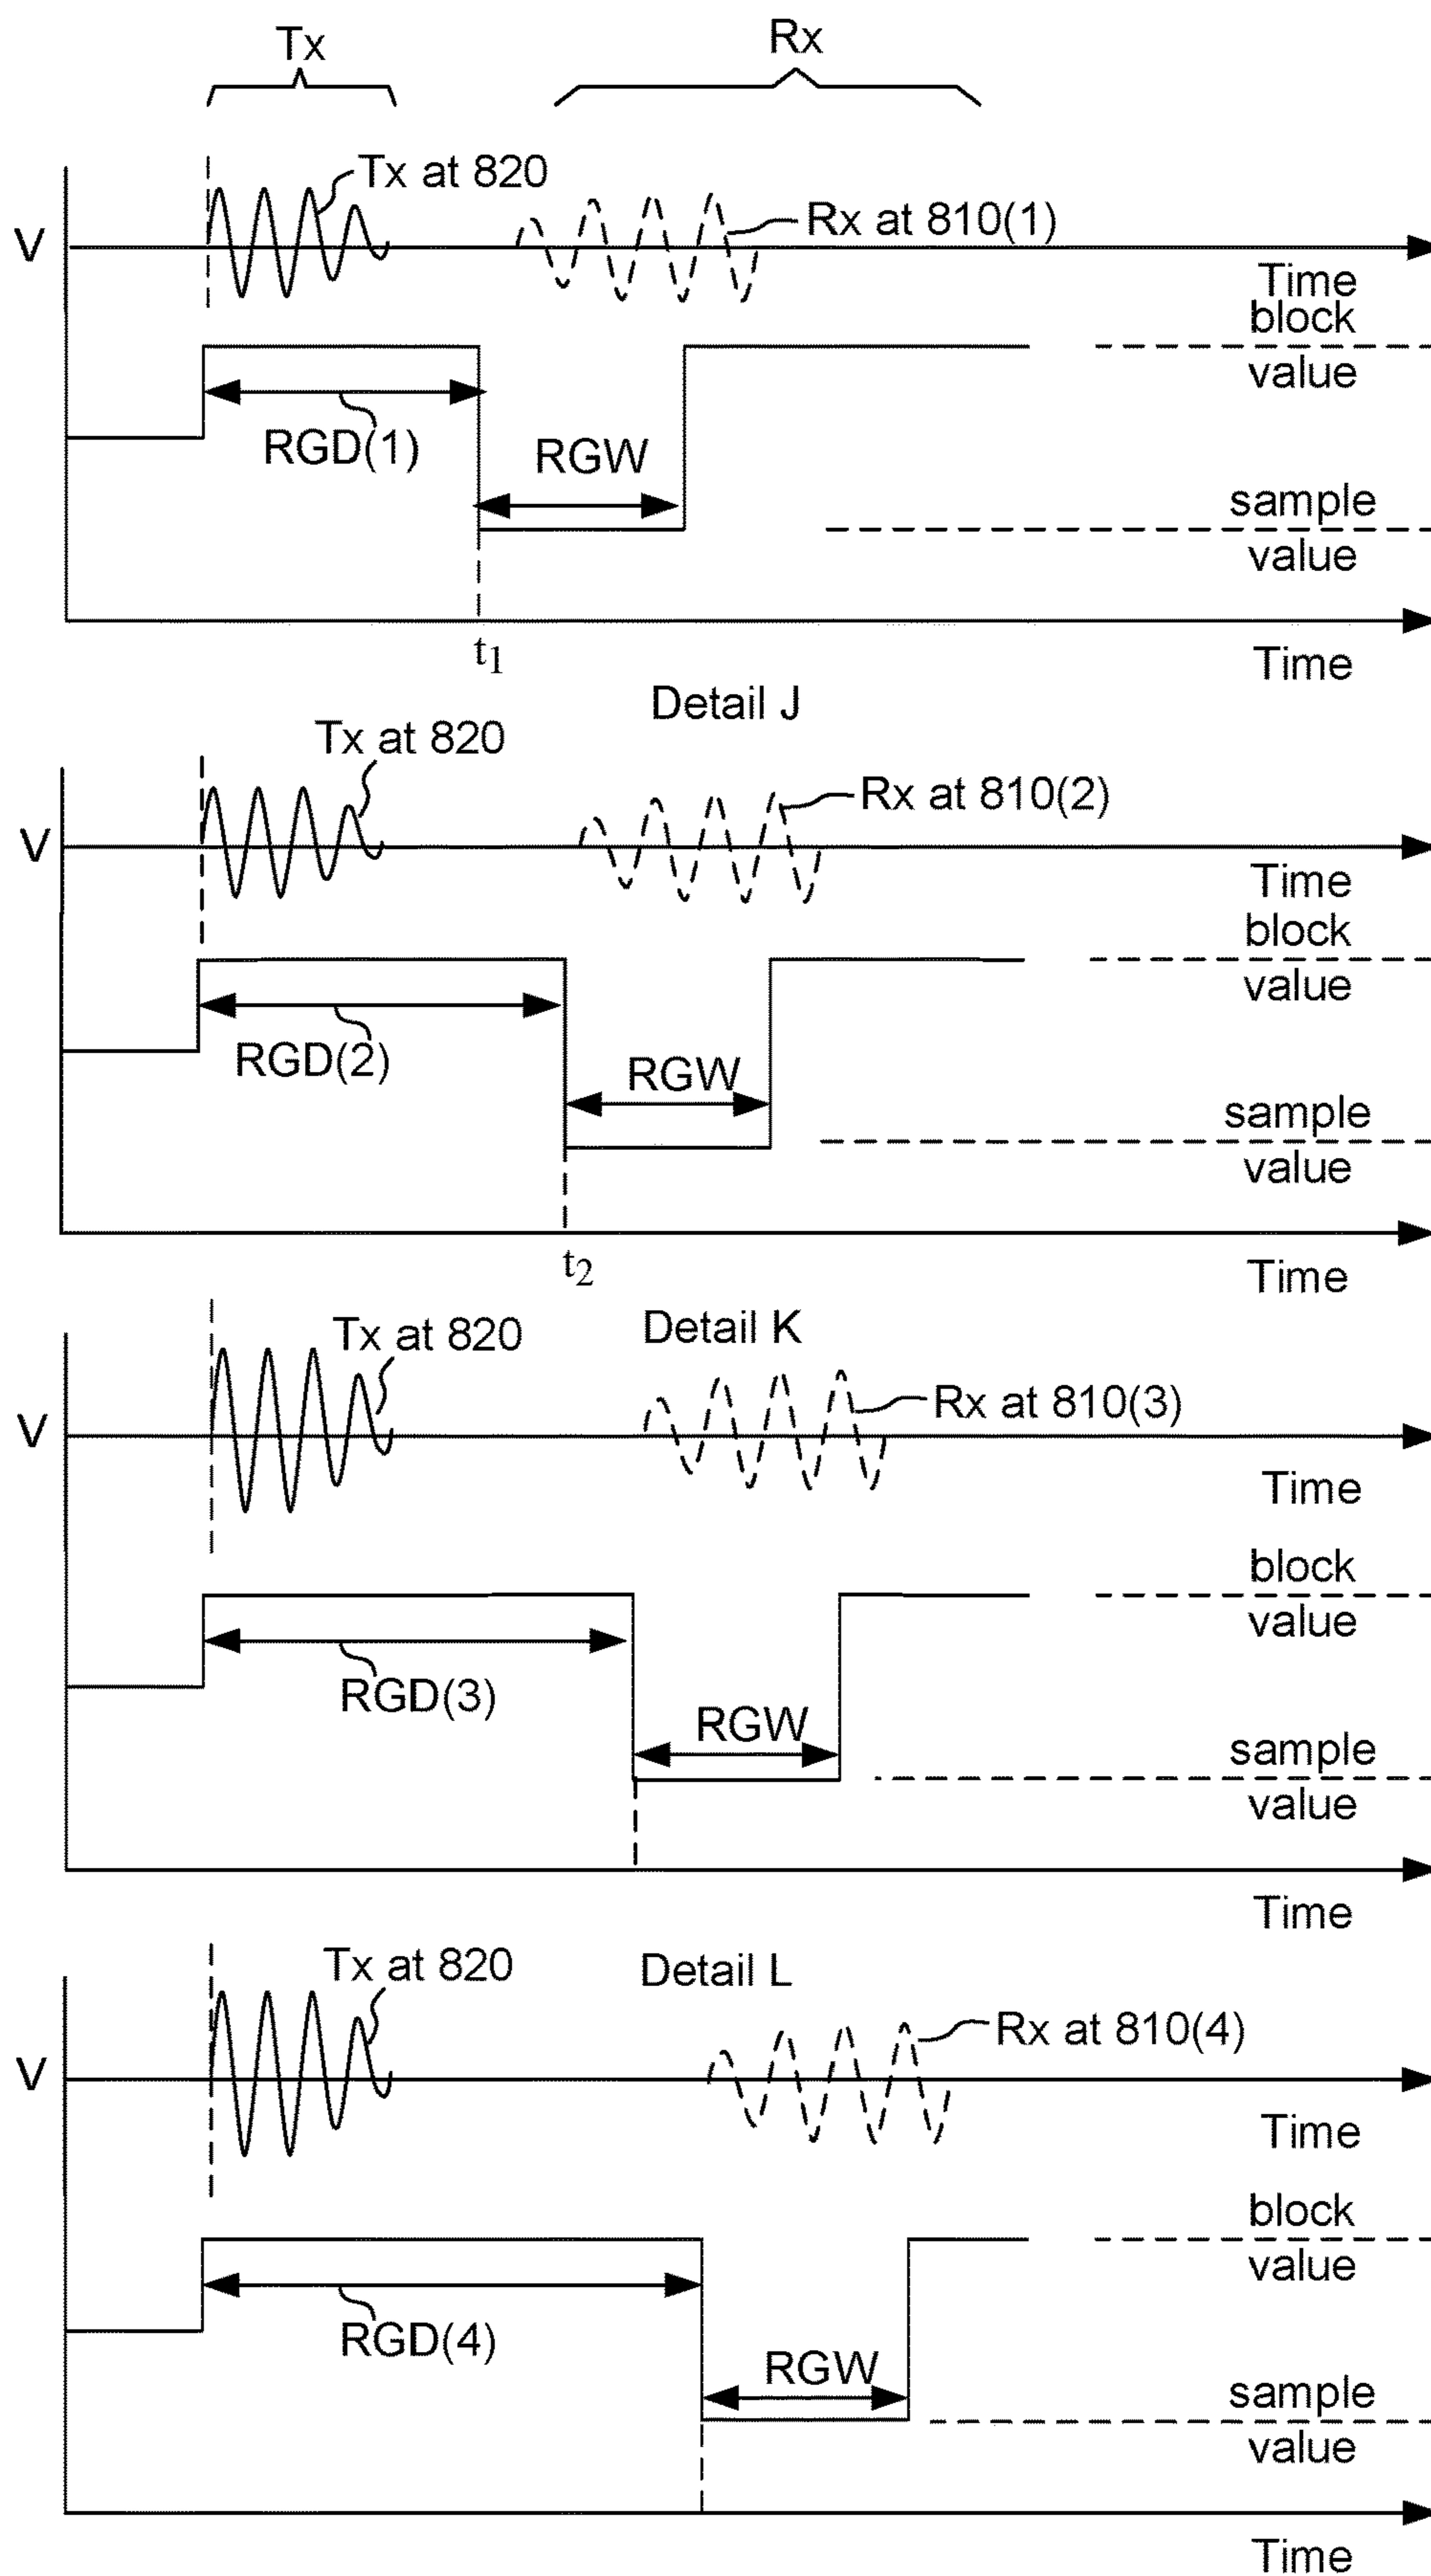 Tx
Rx
Tx at 820
Rx at 810(1)
V
Time
block
value
RGD(1)
RGW
sample
value
t1
Time
Detail J
Tx at 820
Rx at 810(2)
V
Time
block
value
RGD(2)
RGW
sample
value
t2
Time
Detail K
Tx at 820
Rx at 810(3)
V
Time
block
value
RGD(3)
RGW
sample
value
Time
Detail L
Tx at 820
Rx at 810(4)
V
Time
block
value
RGD(4)
RGW
sample
value
Time